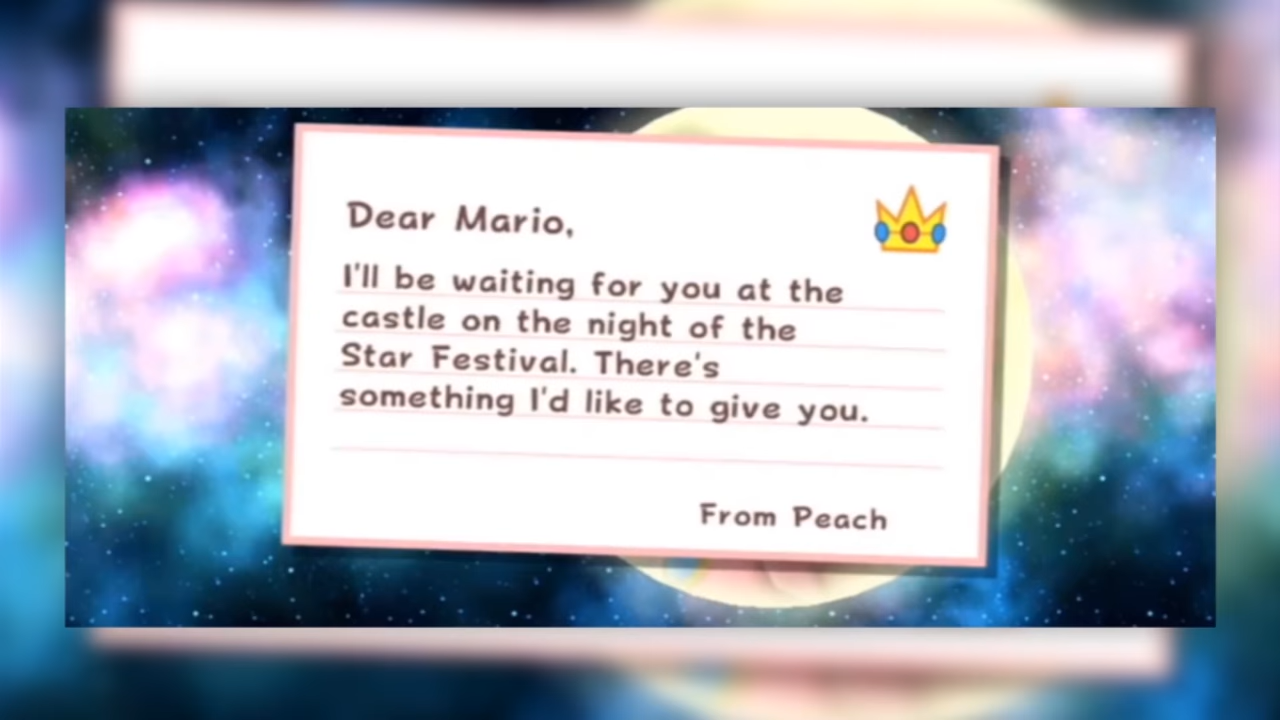 Dear Mario,
I'll be waiting for you at the
castle on the night of the
Star Festival. There's
something I'd like to give you.
From Peach